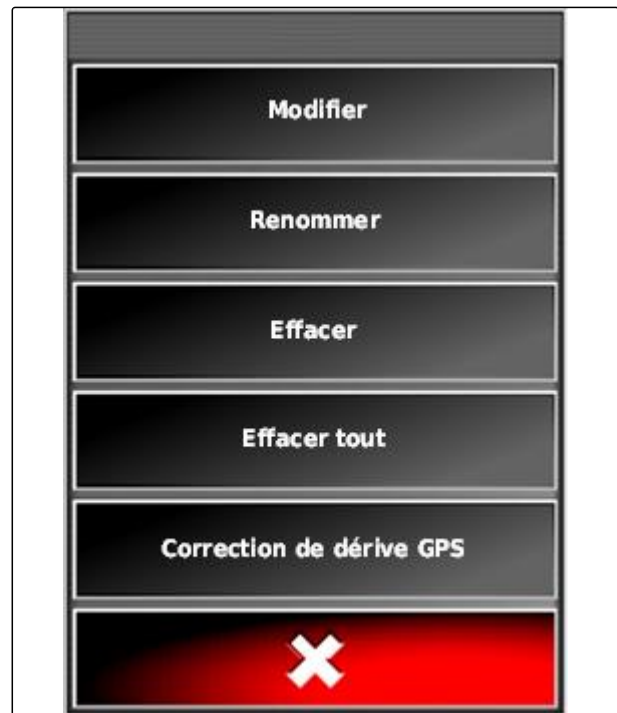 Modifier
Renommer
Effacer
Effacer tout
Correction de dérive GPS